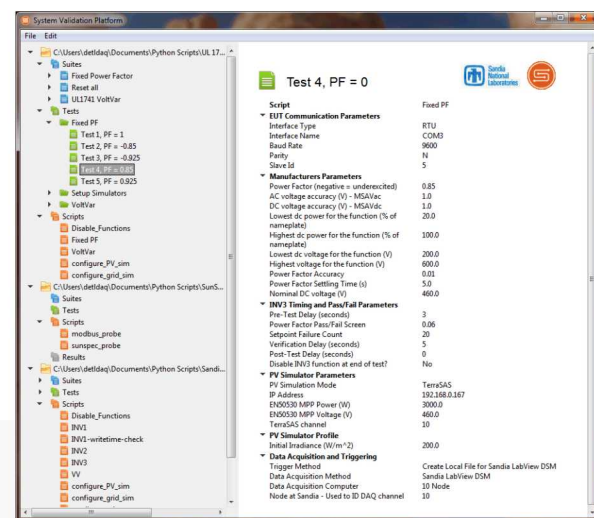 System Validation Platform
File Edit
C:\Users\detldaq\Documents\Python Scripts\UL 17...
Suites
Fixed Power Factor
Reset all
UL1741 VoltVar
Tests
Fixed PF
Test 1, PF = 1
Test 2, PF = -0.85
Test 3, PF = -0.925
Test 4, PF = 0.85
Test 5, PF = 0.925
Setup Simulators
VoltVar
Scripts
Disable_Functions
Fixed PF
VoltVar
configure_PV_sim
configure_grid_sim
C:\Users\detldaq\Documents\Python Scripts\SunS...
Suites
Tests
Scripts
modbus_probe
sunspec_probe
Results
C:\Users\detldaq\Documents\Python Scripts\Sandi...
Suites
Tests
Scripts
Disable_Functions
INV1
INV1-writetime-check
INV2
INV3
VV
configure_PV_sim
configure_grid_sim
Test 4, PF = 0
Sandia
National
Laboratories
Script Fixed PF
EUT Communication Parameters
Interface Type RTU
Interface Name COM3
Baud Rate 9600
Parity N
Slave Id 5
Manufacturers Parameters
Power Factor (negative = underexcited) 0.85
AC voltage accuracy (V) - MSAVac 1.0
DC voltage accuracy (V) - MSAVdc 1.0
Lowest dc power for the function (% of 20.0
nameplate)
Highest dc power for the function (% of 100.0
nameplate)
Lowest dc voltage for the function (V) 200.0
Highest voltage for the function (V) 600.0
Power Factor Accuracy 0.01
Power Factor Settling Time (s) 5.0
Nominal DC voltage (V) 460.0
INV3 Timing and Pass/Fail Parameters
Pre-Test Delay (seconds) 3
Power Factor Pass/Fail Screen 0.06
Setpoint Failure Count 20
Verification Delay (seconds) 5
Post-Test Delay (seconds) 0
Disable INV3 function at end of test? No
PV Simulator Parameters
PV Simulation Mode TerraSAS
IP Address 192.168.0.167
EN50530 MPP Power (W) 3000.0
EN50530 MPP Voltage (V) 460.0
TerraSAS channel 10
PV Simulator Profile
Initial Irradiance (W/m^2) 200.0
Data Acquisition and Triggering
Trigger Method Create Local File for Sandia LabView DSM
Data Acquisition Method Sandia LabView DSM
Data Acquisition Computer 10 Node
Node at Sandia - Used to ID DAQ channel 10